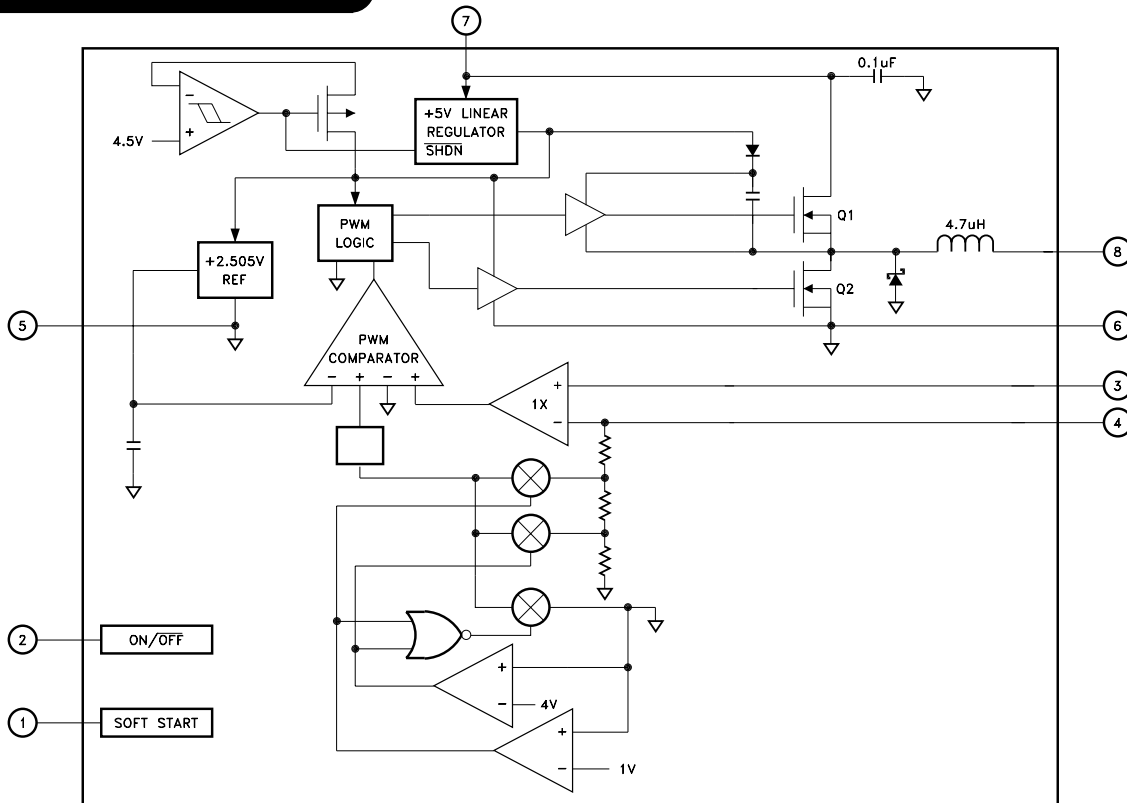 7
0.1uF
−
+
4.5V
+5V LINEAR
REGULATOR
SHDN
PWM
LOGIC
Q1
4.7uH
8
+2.505V
REF
Q2
5
6
PWM
COMPARATOR
− + − +
+
1X
−
3
4
2
ON/OFF
+
−
4V
1
SOFT START
+
−
1V